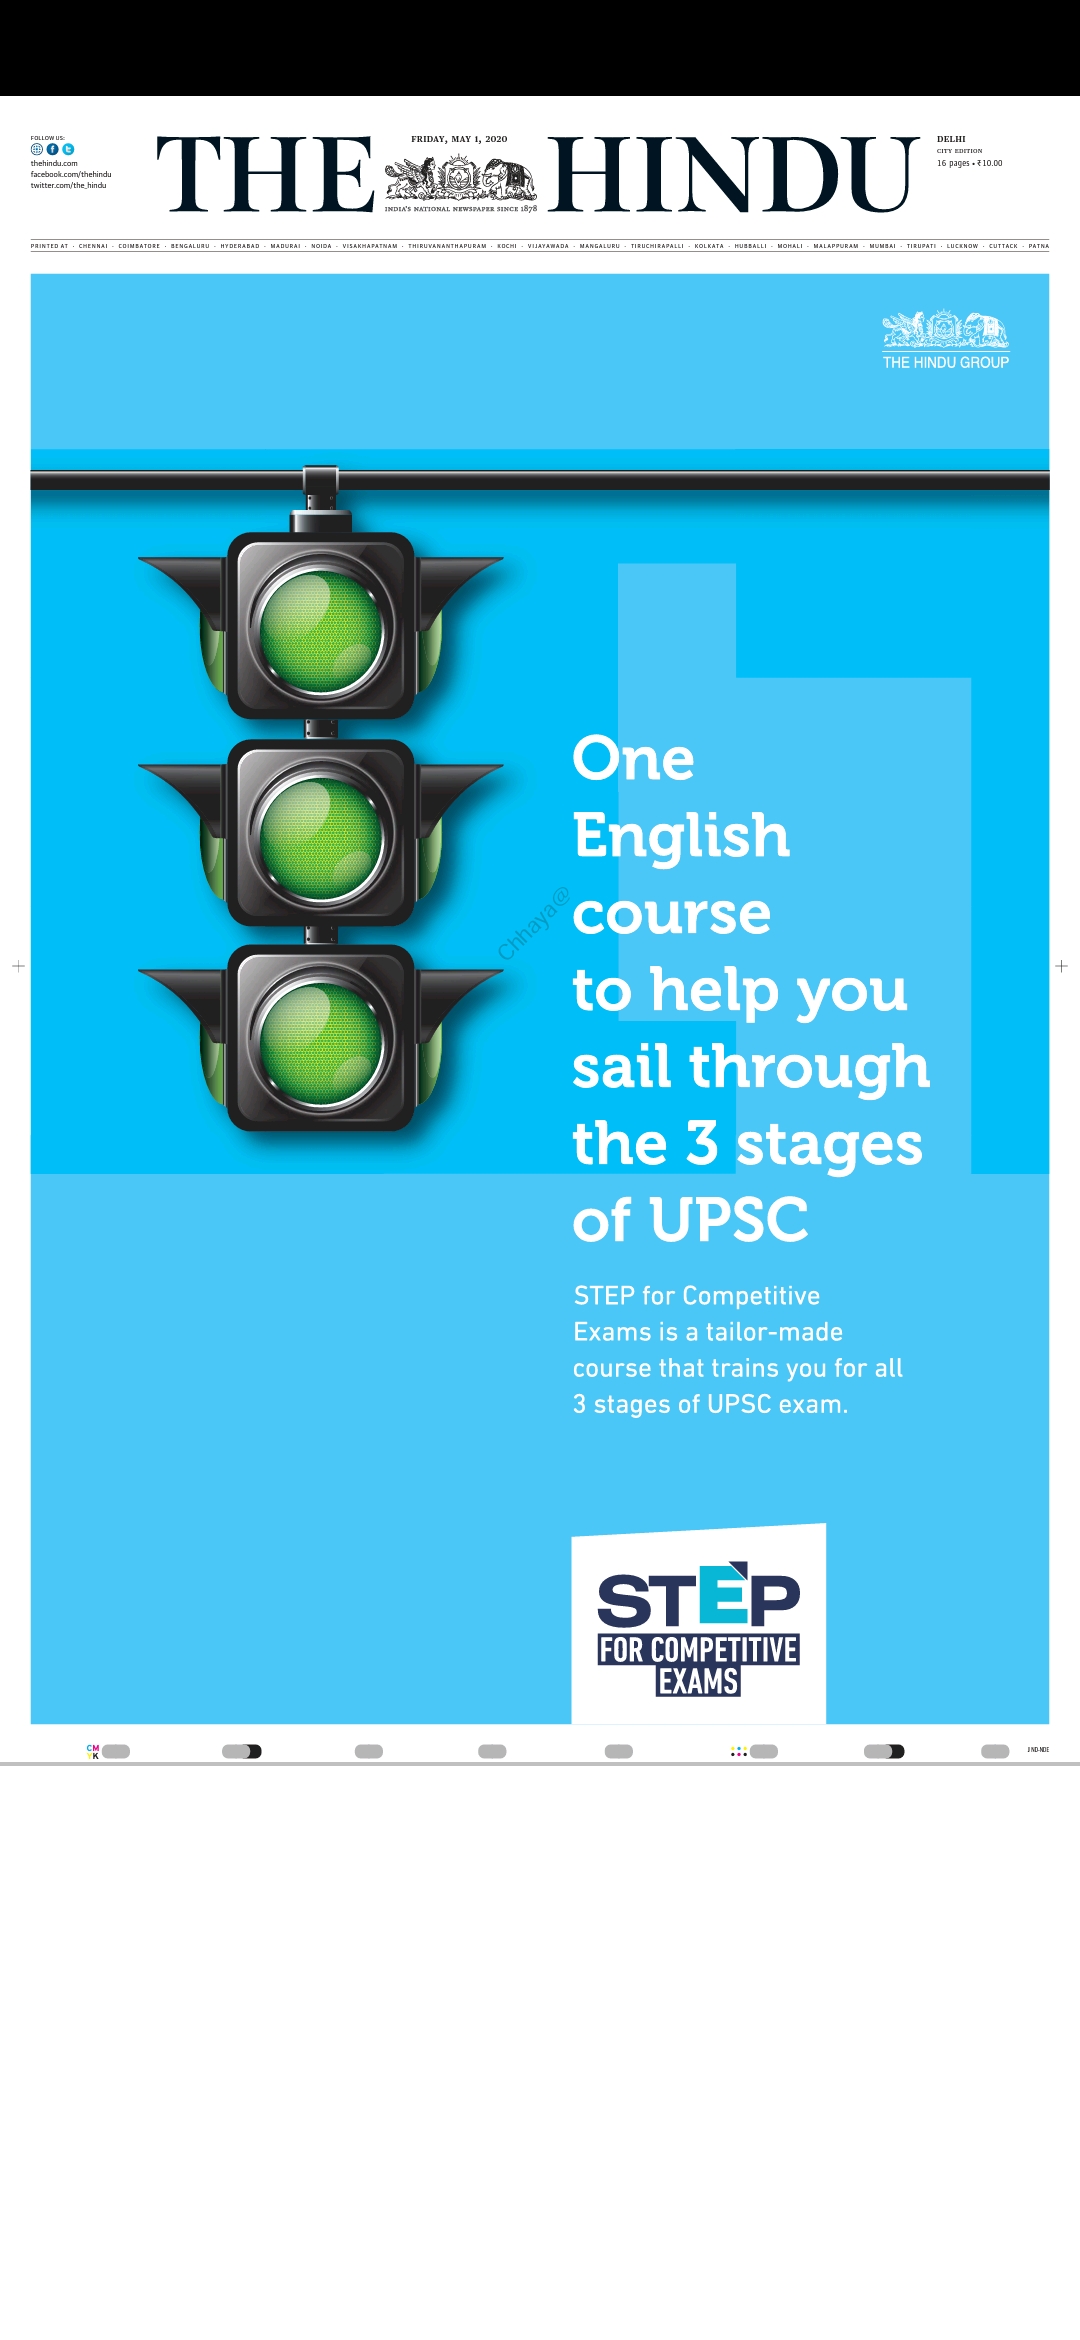 FOLLOW US:
thehindu.com
facebook.com/thehindu
twitter.com/the_hindu
THE HINDU
FRIDAY, MAY 1, 2020
INDIA'S NATIONAL NEWSPAPER SINCE 1878
DELHI
CITY EDITION
16 pages • ₹10.00
PRINTED AT · CHENNAI · COIMBATORE · BENGALURU · HYDERABAD · MADURAI · NOIDA · VISAKHAPATNAM · THIRUVANANTHAPURAM · KOCHI · VIJAYAWADA · MANGALURU · TIRUCHIRAPALLI · KOLKATA · HUBBALLI · MOHALI · MALAPPURAM · MUMBAI · TIRUPATI · LUCKNOW · CUTTACK · PATNA
THE HINDU GROUP
One
English
course
to help you
sail through
the 3 stages
of UPSC
Chhaya@
STEP for Competitive
Exams is a tailor-made
course that trains you for all
3 stages of UPSC exam.
STEP
FOR COMPETITIVE
EXAMS
CM
YK